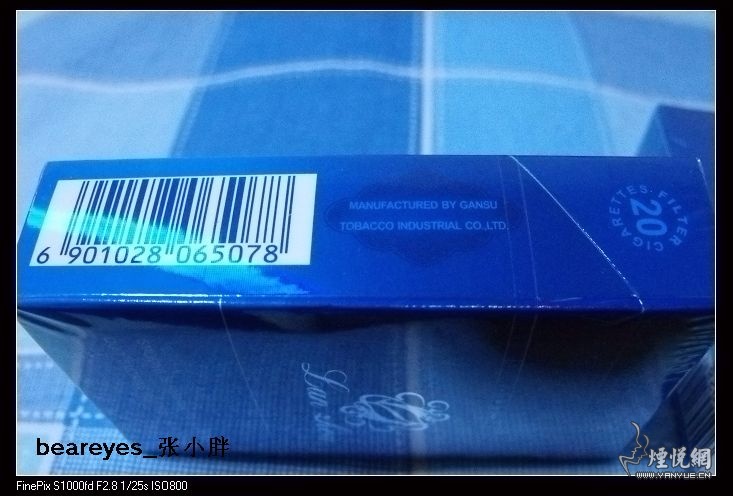 MANUFACTURED BY GANSU
TOBACCO INDUSTRIAL CO.,LTD.
20
FILTER CIGARETTES·
6 901028 065078
beareyes_张小胖
煙悦網
WWW.YANYUE.CN
FinePix S1000fd F2.8 1/25s ISO800